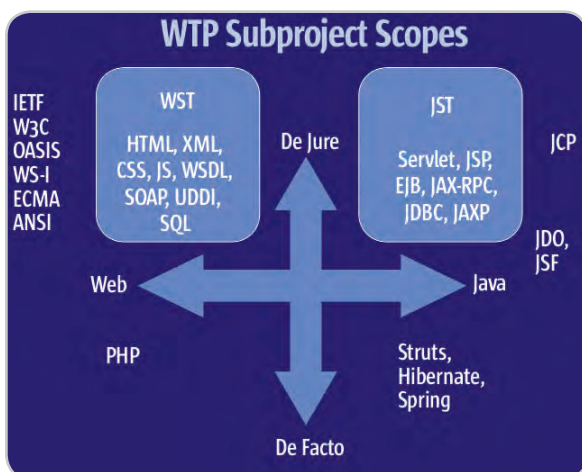 WTP Subproject Scopes
IETF
W3C
OASIS
WS-I
ECMA
ANSI
WST
HTML, XML,
CSS, JS, WSDL,
SOAP, UDDI,
SQL
De Jure
JST
Servlet, JSP,
EJB, JAX-RPC,
JDBC, JAXP
JCP
JDO,
JSF
Web
Java
PHP
Struts,
Hibernate,
Spring
De Facto